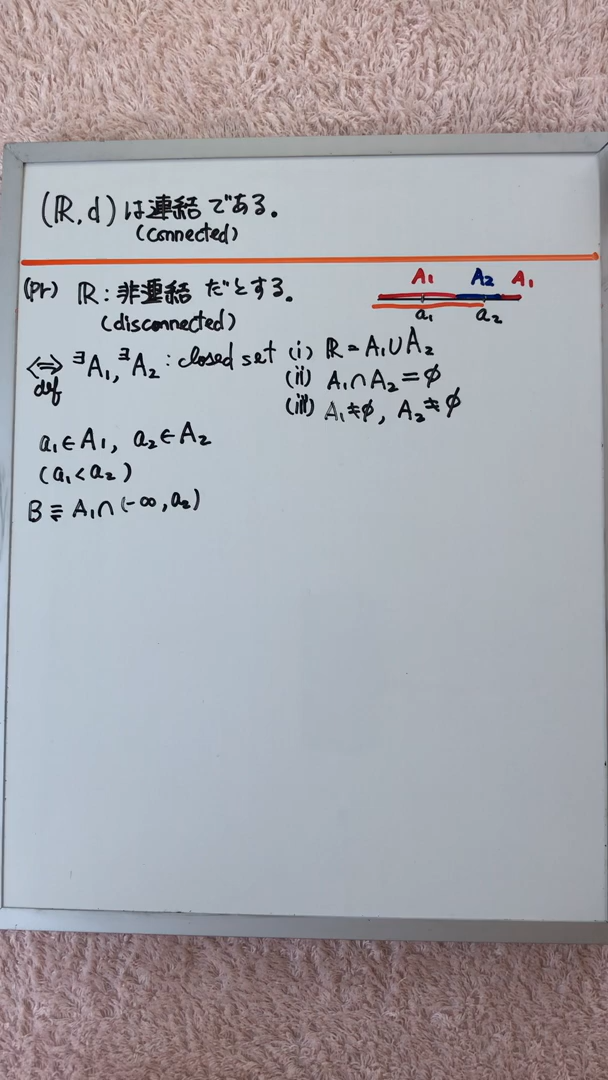 (ℝ, d) は連結である。
(connected)
(pr) ℝ : 非連結だとする。
(disconnected)
A₁ A₂ A₁
a₁ a₂
⇔ ∃A₁, ∃A₂ : closed set (i) ℝ = A₁∪A₂
def
(ii) A₁∩A₂ = ∅
(iii) A₁ ≠ ∅, A₂ ≠ ∅
a₁ ∈ A₁, a₂ ∈ A₂
(a₁ < a₂)
B ≡ A₁∩(-∞, a₂)